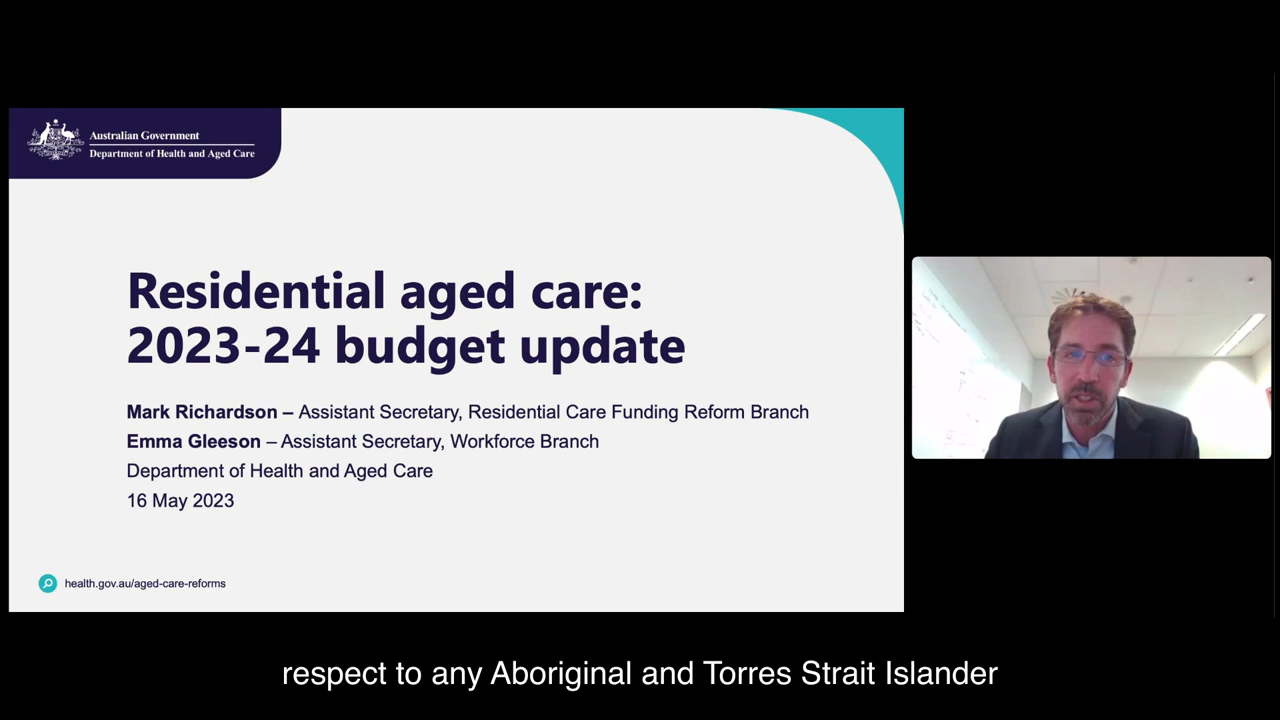 Australian Government
Department of Health and Aged Care
Residential aged care:
2023-24 budget update
Mark Richardson – Assistant Secretary, Residential Care Funding Reform Branch
Emma Gleeson – Assistant Secretary, Workforce Branch
Department of Health and Aged Care
16 May 2023
health.gov.au/aged-care-reforms
respect to any Aboriginal and Torres Strait Islander